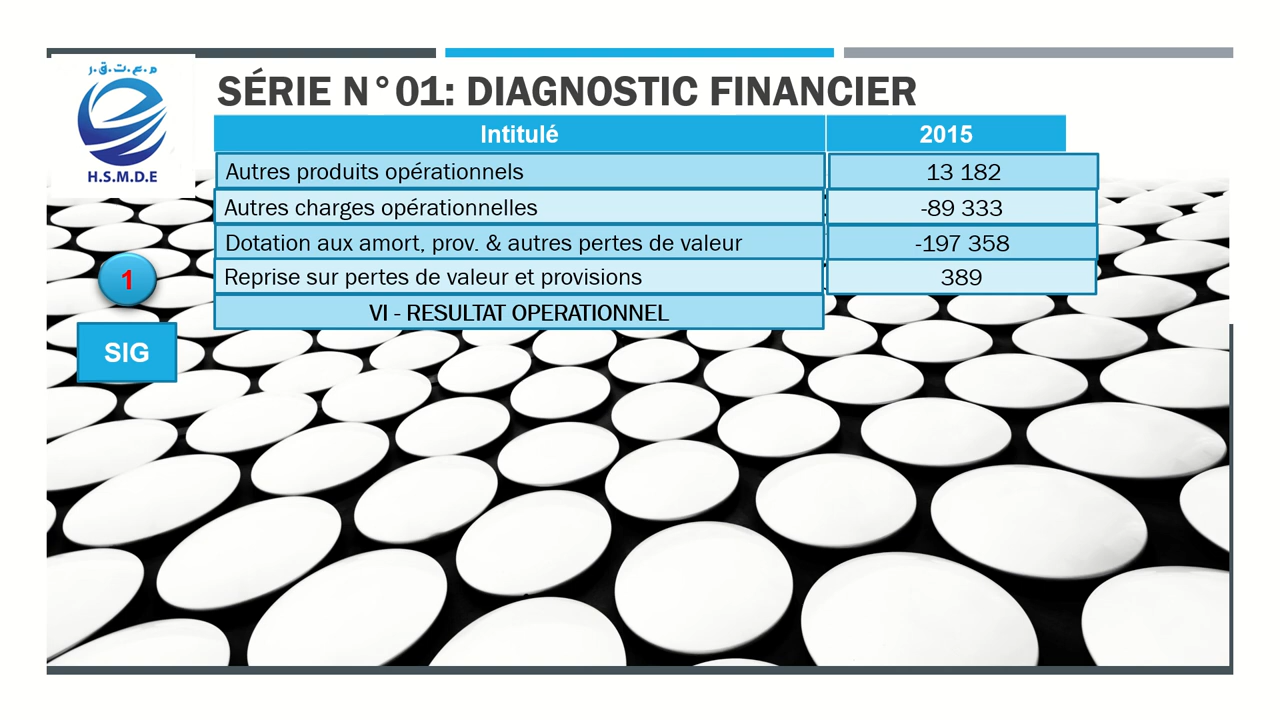 م.ع.ت.ق.ر
H.S.M.D.E
SÉRIE N°01: DIAGNOSTIC FINANCIER
Intitulé 2015
Autres produits opérationnels 13 182
Autres charges opérationnelles -89 333
Dotation aux amort, prov. & autres pertes de valeur -197 358
Reprise sur pertes de valeur et provisions 389
VI - RESULTAT OPERATIONNEL
1
SIG